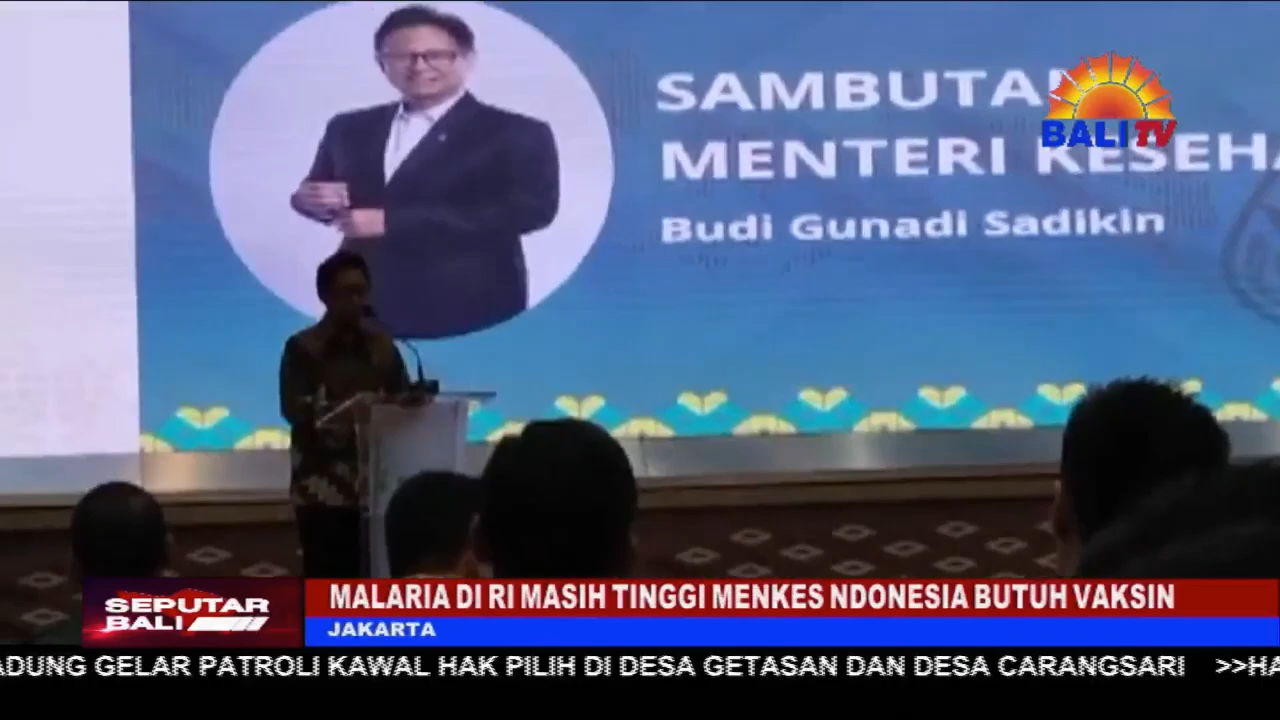 SAMBUTAN
MENTERI KESEHA
Budi Gunadi Sadikin
BALI TV
SEPUTAR
BALI
MALARIA DI RI MASIH TINGGI MENKES NDONESIA BUTUH VAKSIN
JAKARTA
ADUNG GELAR PATROLI KAWAL HAK PILIH DI DESA GETASAN DAN DESA CARANGSARI >>HA